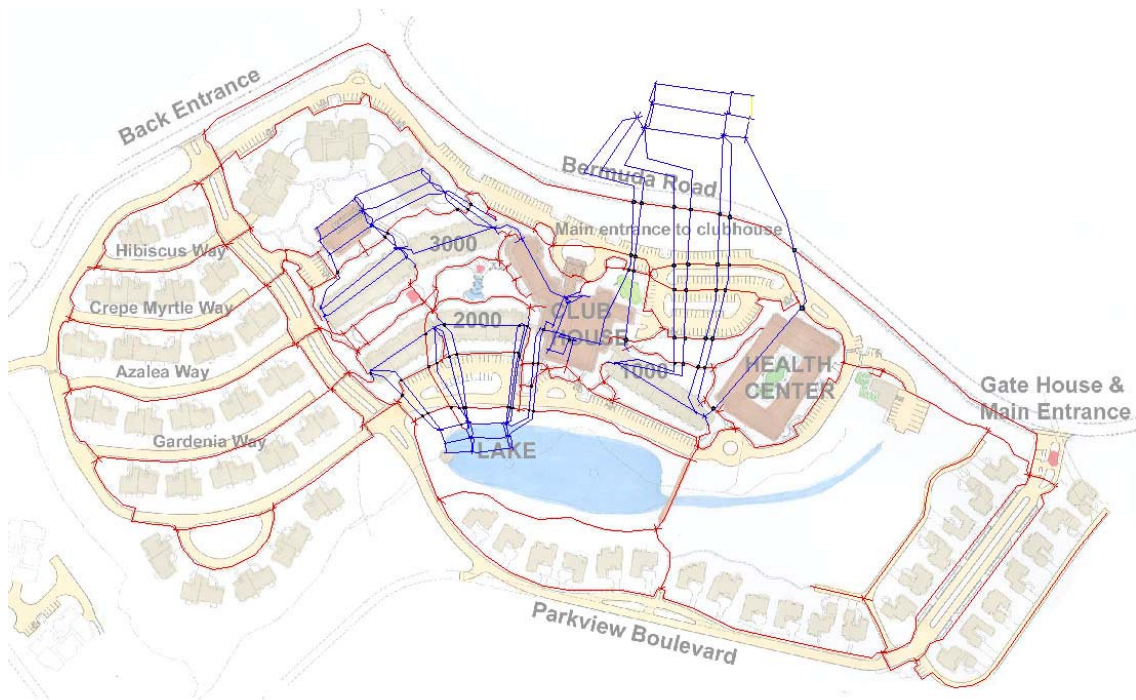 Back Entrance
Bermuda Road
Main entrance to clubhouse
Hibiscus Way
3000
Crepe Myrtle Way
2000
CLUB
HOUSE
Azalea Way
1000
HEALTH
CENTER
Gate House &
Main Entrance
Gardenia Way
LAKE
Parkview Boulevard